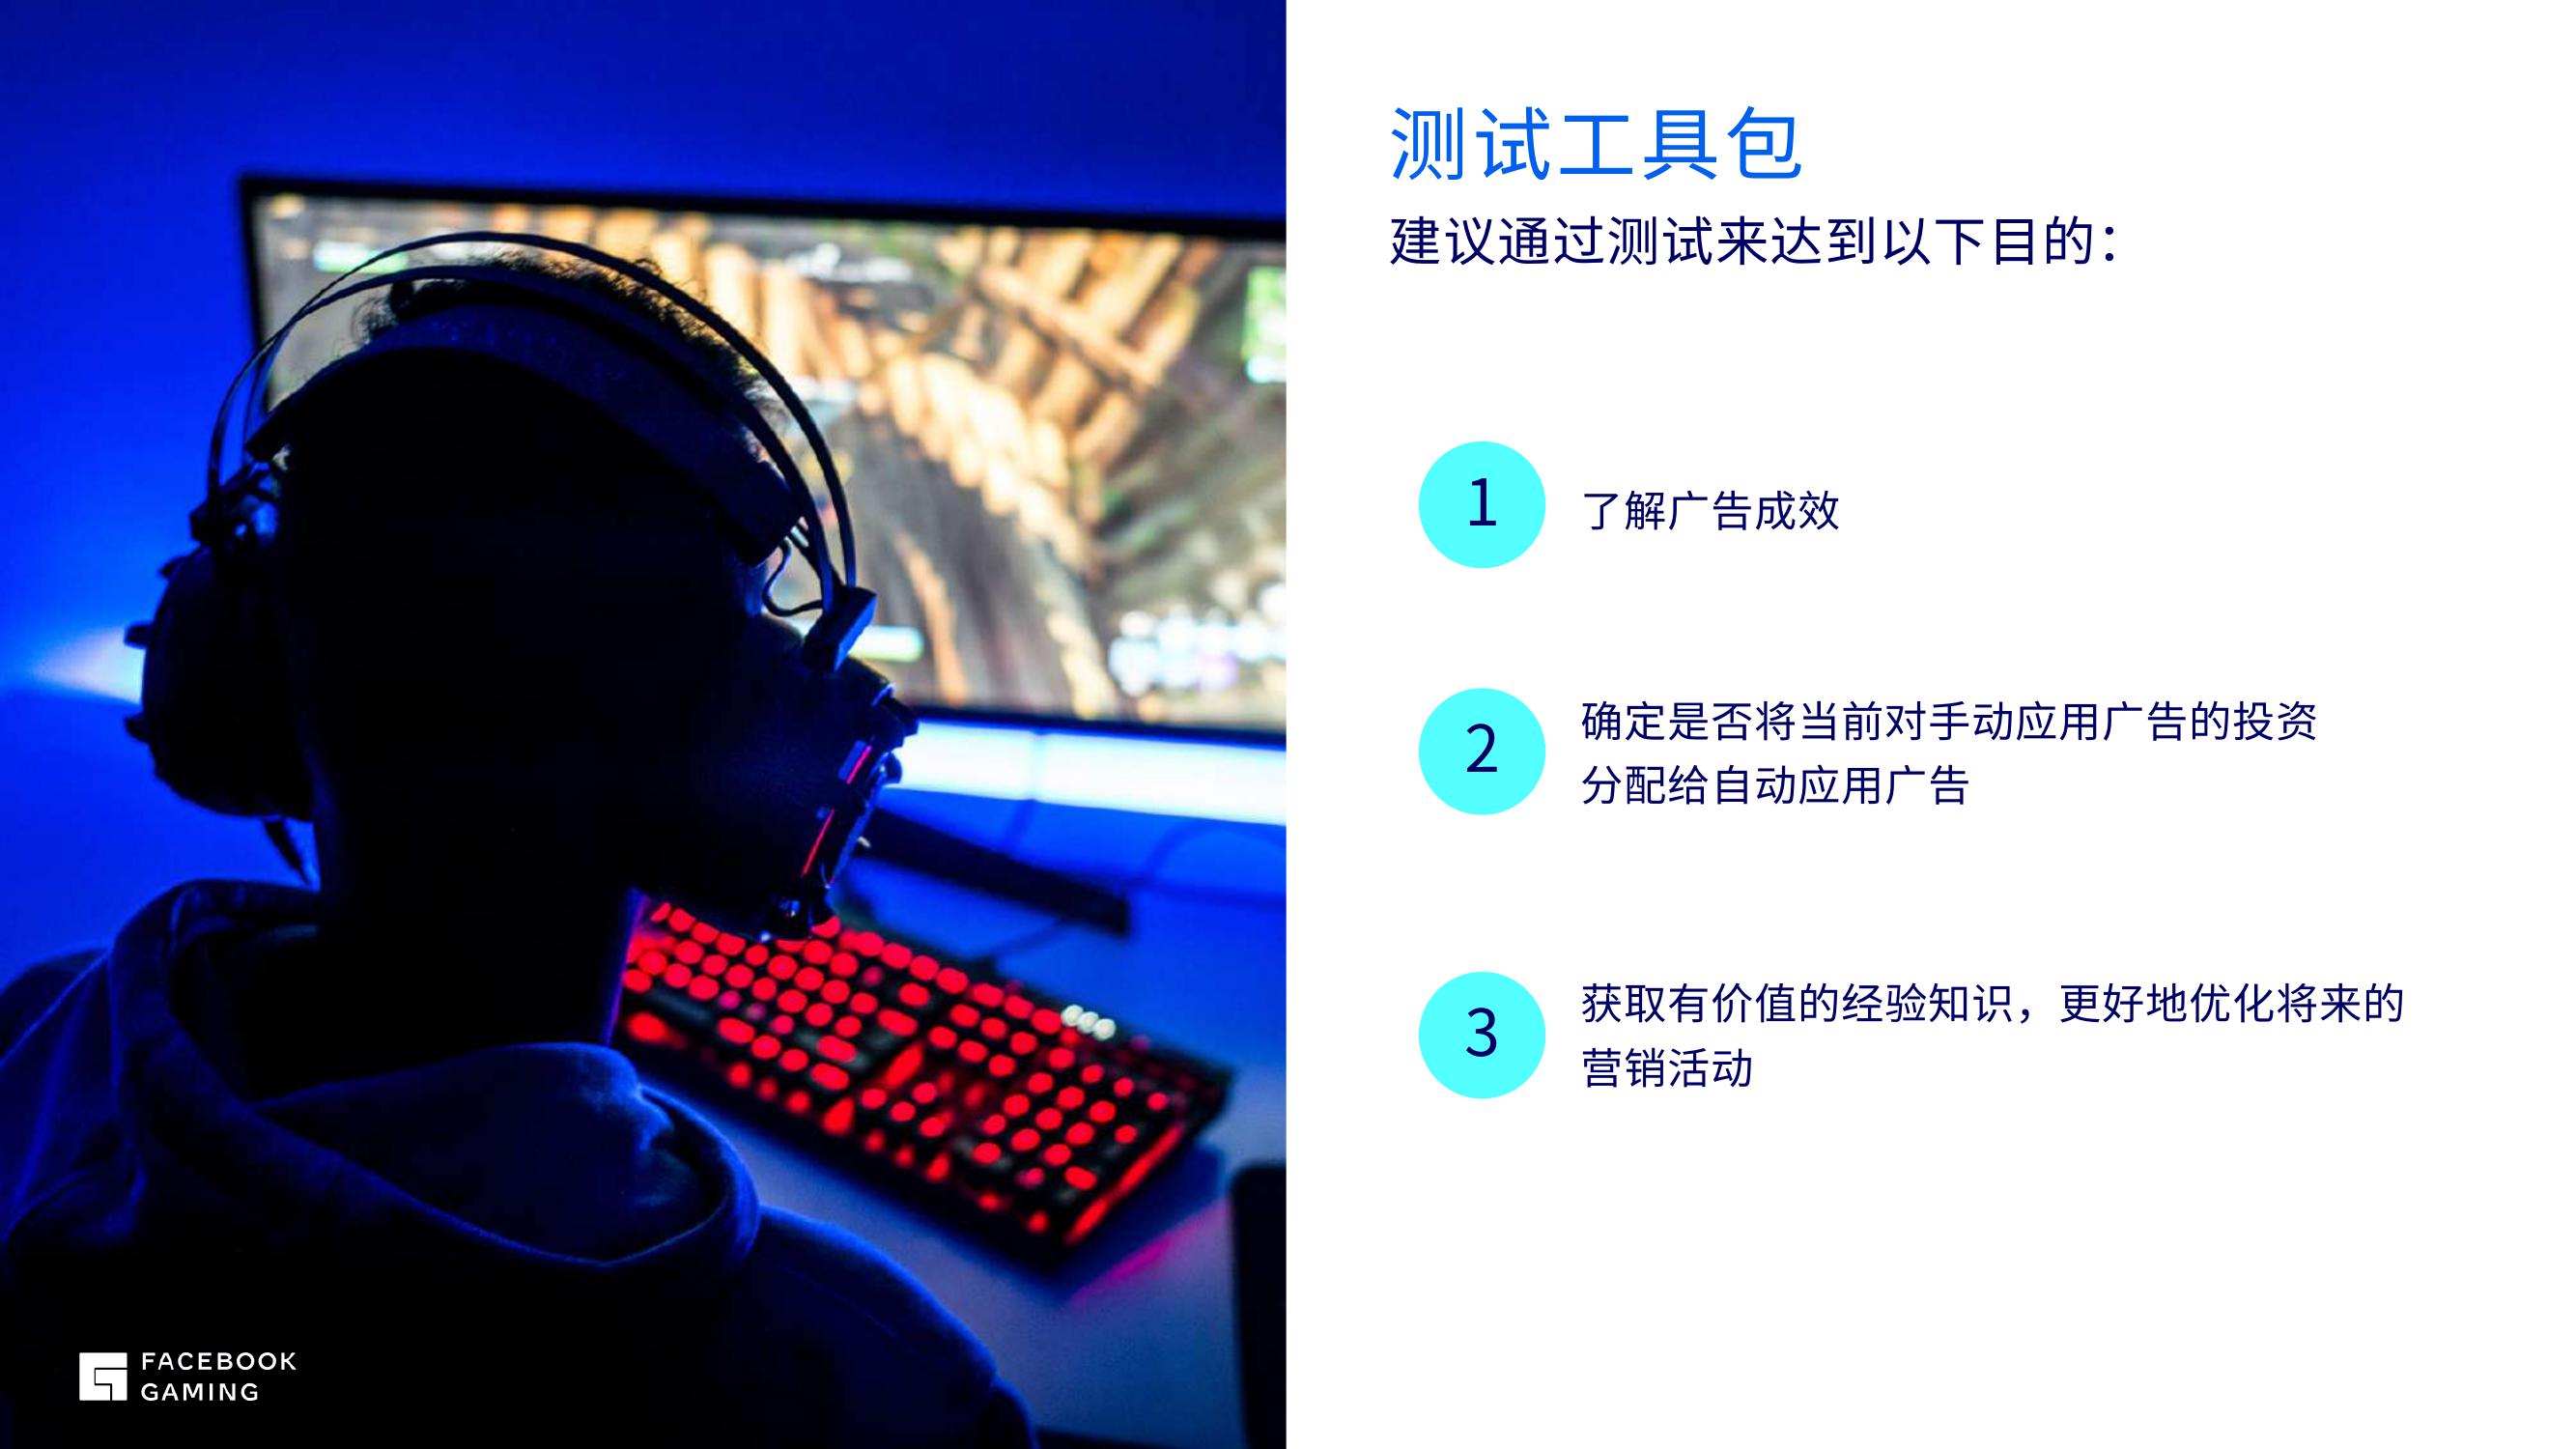 测试工具包
建议通过测试来达到以下目的：
1
了解广告成效
2
确定是否将当前对手动应用广告的投资
分配给自动应用广告
3
获取有价值的经验知识，更好地优化将来的
营销活动
FACEBOOK
GAMING